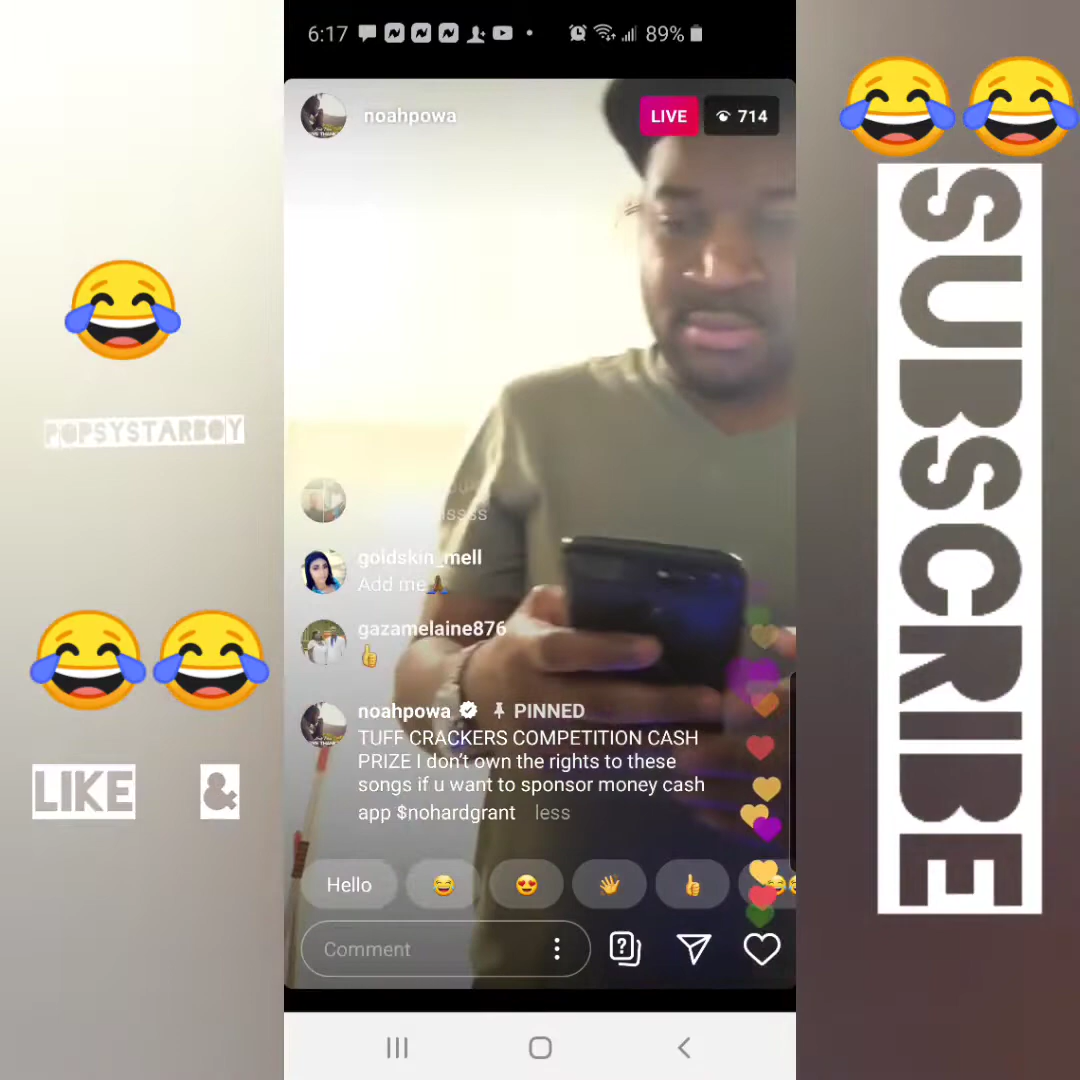 6:17
89%
noahpowa
LIVE
714
POPSYSTARBOY
ssss
goldskin_mell
Add me
gazamelaine876
noahpowa PINNED
TUFF CRACKERS COMPETITION CASH
PRIZE I don't own the rights to these
songs if u want to sponsor money cash
app $nohardgrant less
Hello
Comment
LIKE &
SUBSCRIBE